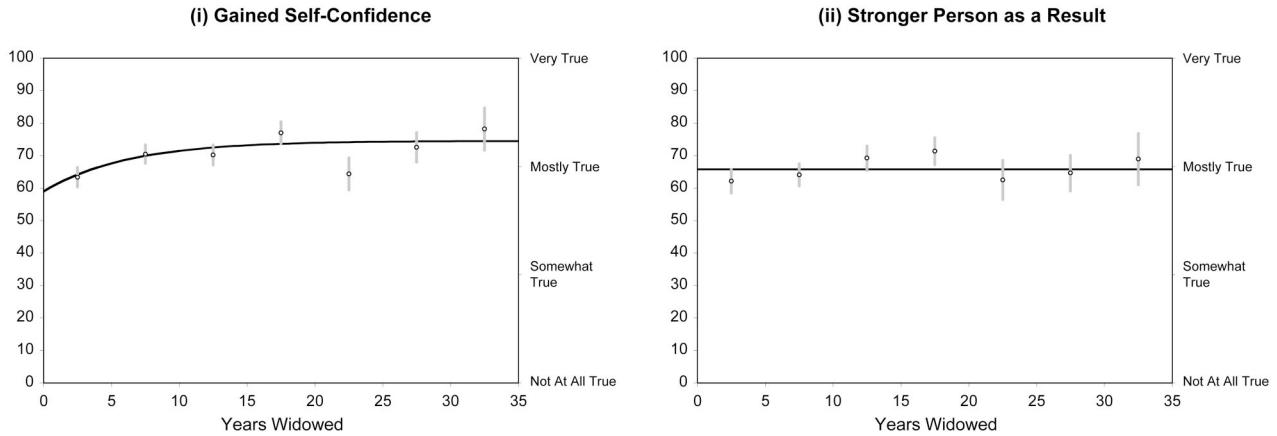 (i) Gained Self-Confidence
100
90
80
70
60
50
40
30
20
10
0
Very True
Mostly True
Somewhat
True
Not At All True
0 5 10 15 20 25 30 35
Years Widowed
(ii) Stronger Person as a Result
100
90
80
70
60
50
40
30
20
10
0
Very True
Mostly True
Somewhat
True
Not At All True
0 5 10 15 20 25 30 35
Years Widowed